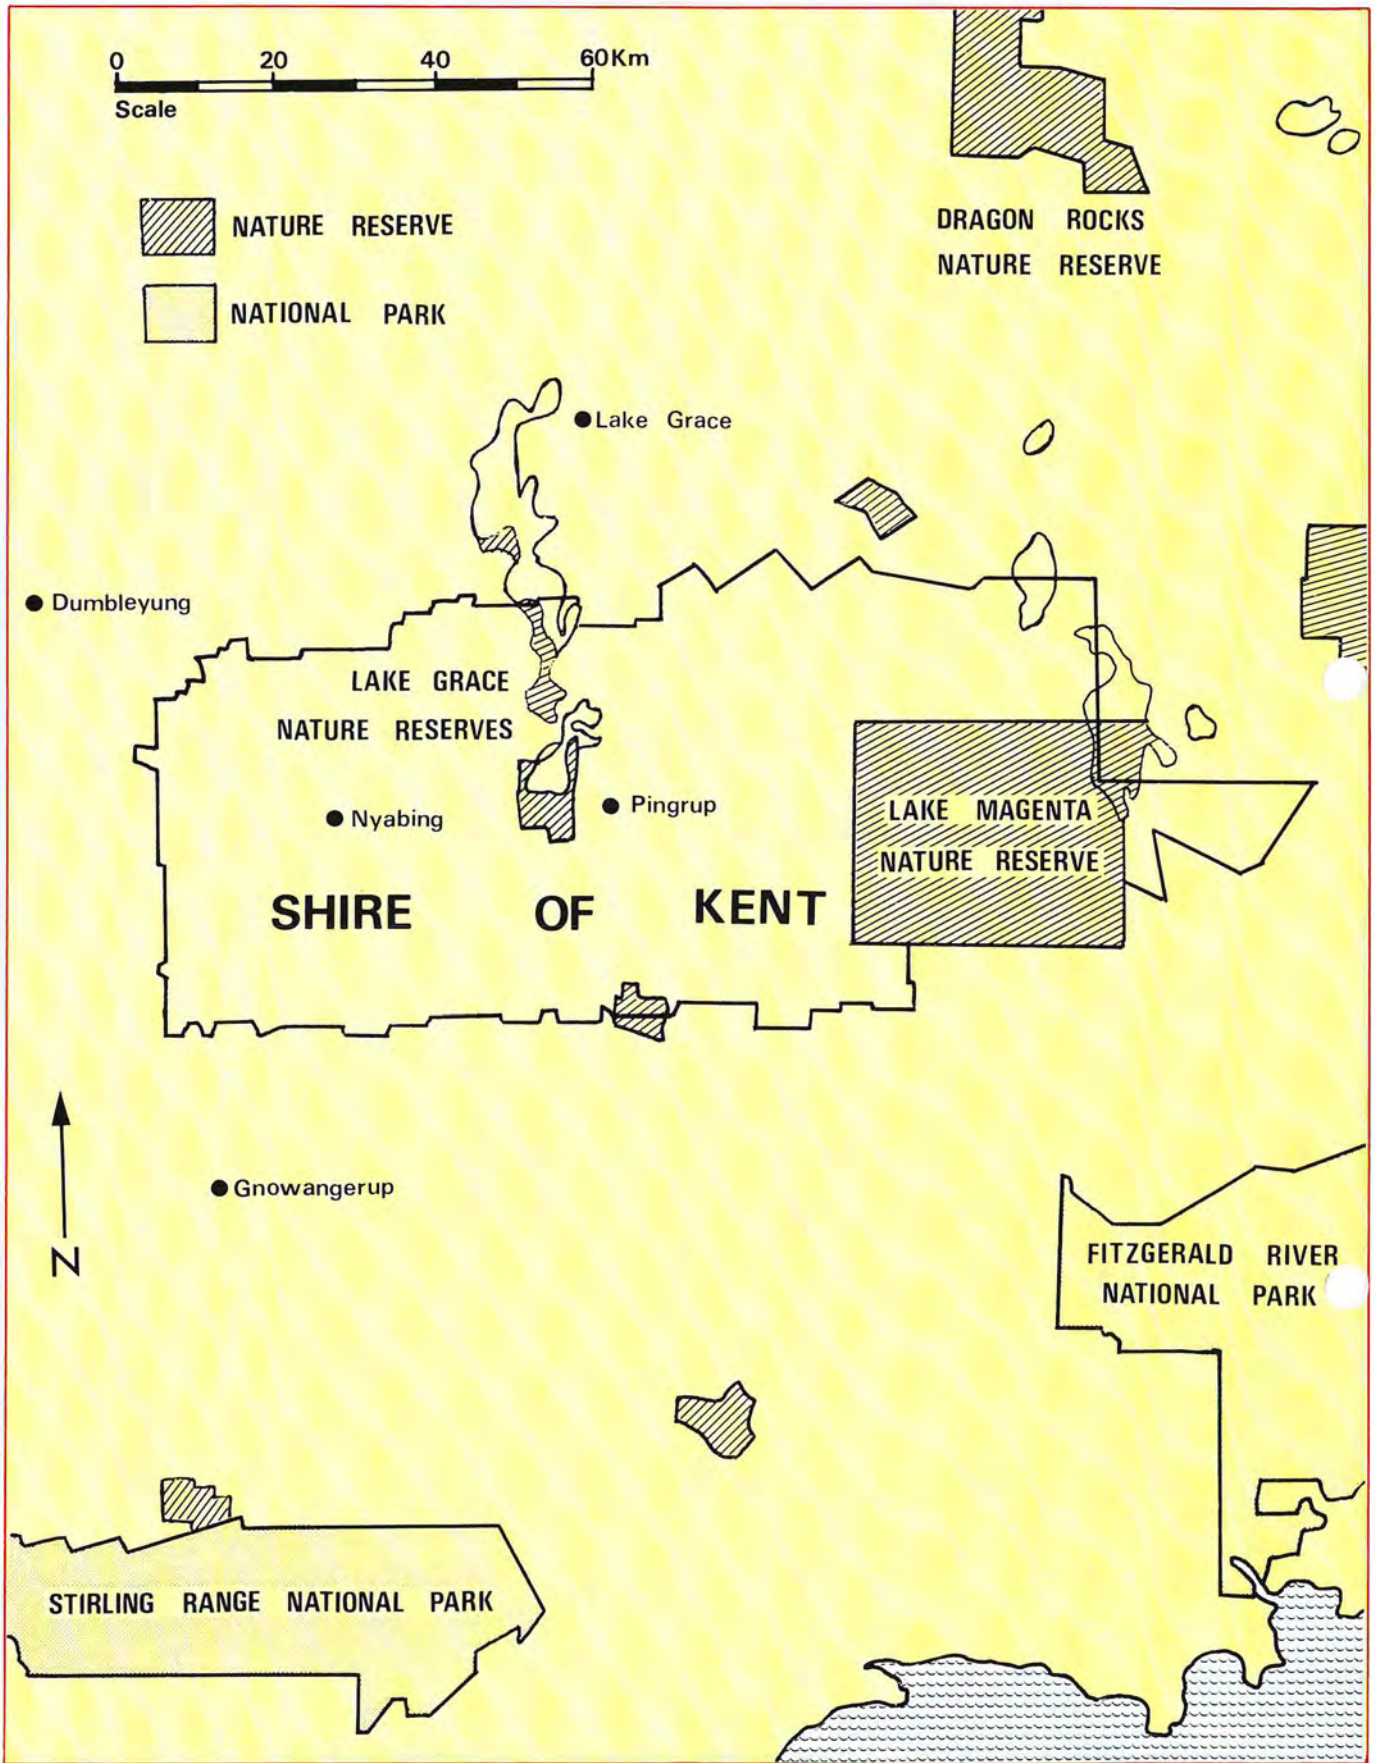 0 20 40 60Km
Scale
NATURE RESERVE
NATIONAL PARK
DRAGON ROCKS
NATURE RESERVE
Lake Grace
Dumbleyung
LAKE GRACE
NATURE RESERVES
Nyabing
Pingrup
LAKE MAGENTA
NATURE RESERVE
SHIRE OF KENT
Gnowangerup
N
FITZGERALD RIVER
NATIONAL PARK
STIRLING RANGE NATIONAL PARK